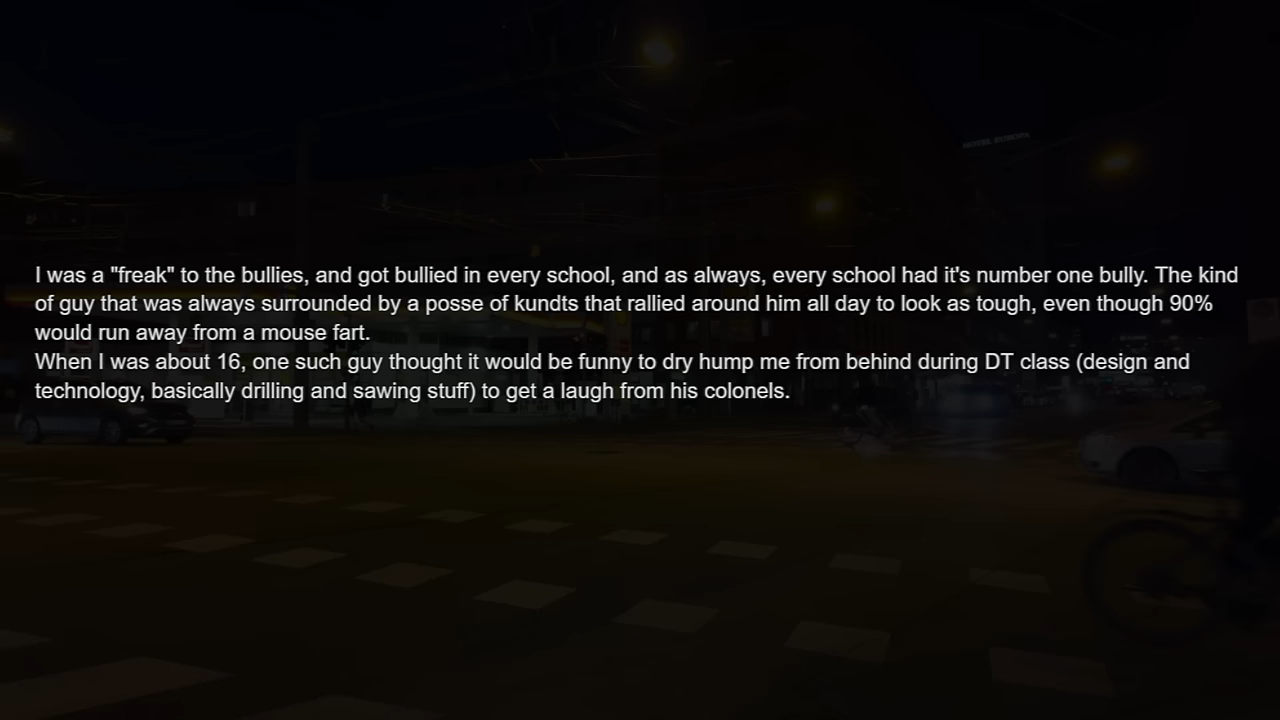 I was a "freak" to the bullies, and got bullied in every school, and as always, every school had it's number one bully. The kind
of guy that was always surrounded by a posse of kundts that rallied around him all day to look as tough, even though 90%
would run away from a mouse fart.
When I was about 16, one such guy thought it would be funny to dry hump me from behind during DT class (design and
technology, basically drilling and sawing stuff) to get a laugh from his colonels.